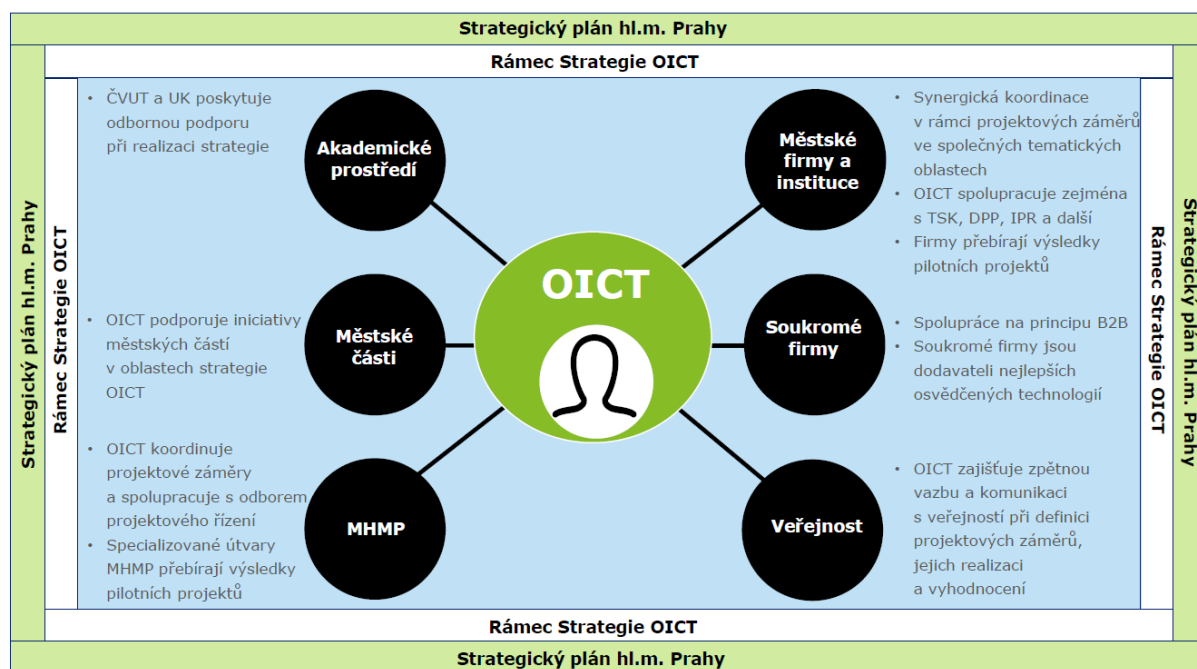 Strategický plán hl.m. Prahy
Rámec Strategie OICT
Strategický plán hl.m. Prahy
Rámec Strategie OICT
• ČVUT a UK poskytuje
odbornou podporu
při realizaci strategie
Akademické
prostředí
Městské
firmy a
instituce
• Synergická koordinace
v rámci projektových záměrů
ve společných tematických
oblastech
• OICT spolupracuje zejména
s TSK, DPP, IPR a další
• Firmy přebírají výsledky
pilotních projektů
OICT
• OICT podporuje iniciativy
městských částí
v oblastech strategie
OICT
Městské
části
Soukromé
firmy
• Spolupráce na principu B2B
• Soukromé firmy jsou
dodavateli nejlepších
osvědčených technologií
• OICT koordinuje
projektové záměry
a spolupracuje s odborem
projektového řízení
• Specializované útvary
MHMP přebírají výsledky
pilotních projektů
MHMP
Veřejnost
• OICT zajišťuje zpětnou
vazbu a komunikaci
s veřejností při definici
projektových záměrů,
jejich realizaci
a vyhodnocení
Rámec Strategie OICT
Strategický plán hl.m. Prahy
Rámec Strategie OICT
Strategický plán hl.m. Prahy